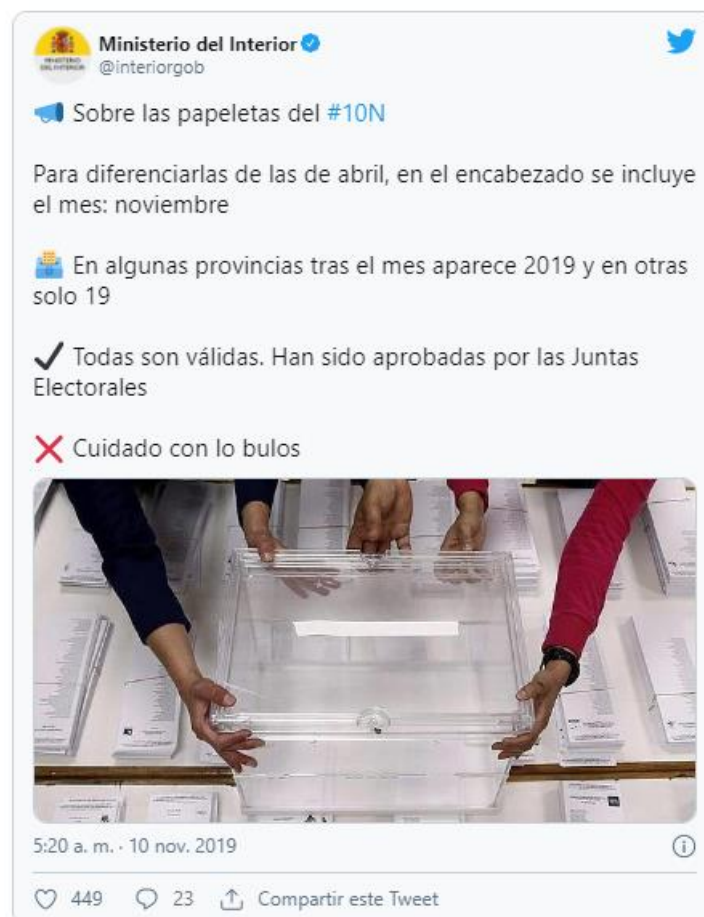 Ministerio del Interior
@interiorgob
Sobre las papeletas del #10N
Para diferenciarlas de las de abril, en el encabezado se incluye
el mes: noviembre
En algunas provincias tras el mes aparece 2019 y en otras
solo 19
Todas son válidas. Han sido aprobadas por las Juntas
Electorales
Cuidado con lo bulos
5:20 a. m. · 10 nov. 2019
449 23 Compartir este Tweet